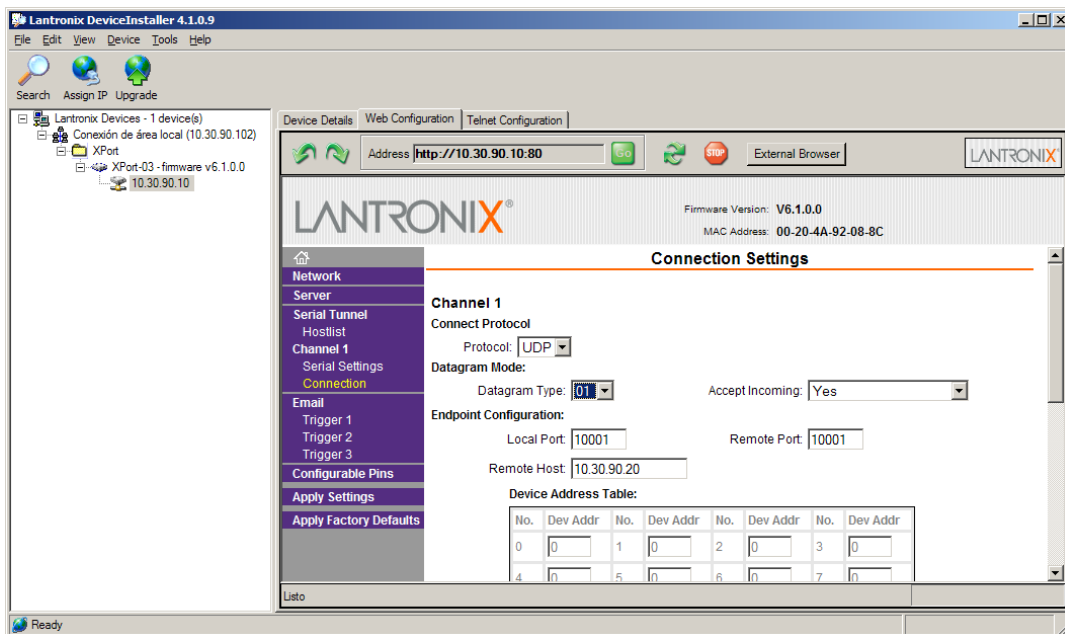 Lantronix DeviceInstaller 4.1.0.9
File Edit View Device Tools Help
Search Assign IP Upgrade
Lantronix Devices - 1 device(s)
Conexión de área local (10.30.90.102)
XPort
XPort-03 - firmware v6.1.0.0
10.30.90.10
Device Details Web Configuration Telnet Configuration
Address http://10.30.90.10:80 Go STOP External Browser LANTRONIX
LANTRONIX®
Firmware Version: V6.1.0.0
MAC Address: 00-20-4A-92-08-8C
Network
Server
Serial Tunnel
Hostlist
Channel 1
Serial Settings
Connection
Email
Trigger 1
Trigger 2
Trigger 3
Configurable Pins
Apply Settings
Apply Factory Defaults
Connection Settings
Channel 1
Connect Protocol
Protocol: UDP
Datagram Mode:
Datagram Type: 01 Accept Incoming: Yes
Endpoint Configuration:
Local Port: 10001 Remote Port: 10001
Remote Host: 10.30.90.20
Device Address Table:
No. Dev Addr No. Dev Addr No. Dev Addr No. Dev Addr
0 0 1 0 2 0 3 0
4 0 5 0 6 0 7 0
Listo
Ready